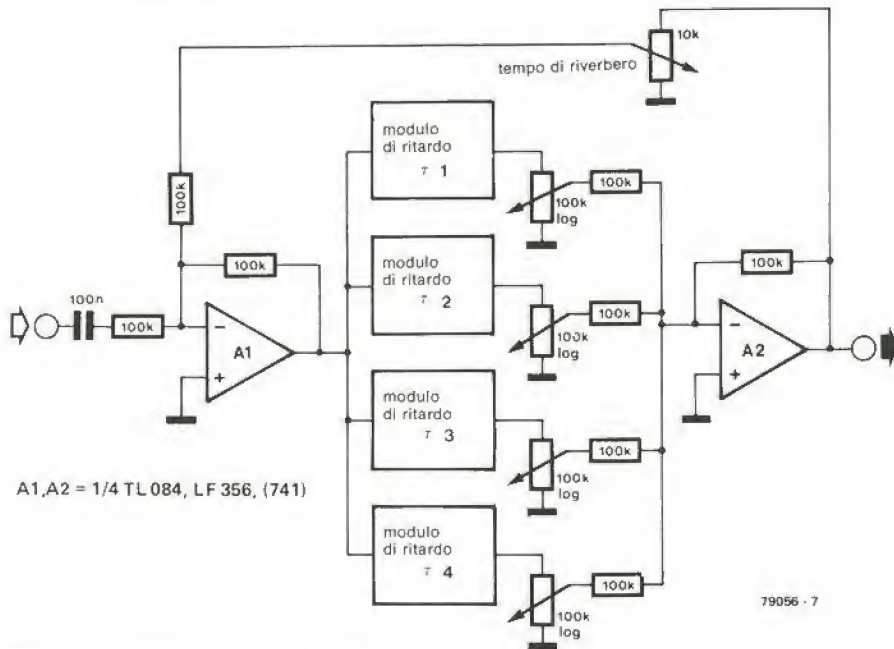 10k
tempo di riverbero
modulo
di ritardo
τ 1
100k
log
100k
100k
100k
100n
100k
−
+
A1
modulo
di ritardo
τ 2
100k
log
100k
100k
−
+
A2
modulo
di ritardo
τ 3
100k
log
100k
A1,A2 = 1/4 TL 084, LF 356, (741)
modulo
di ritardo
τ 4
100k
log
100k
79056 - 7